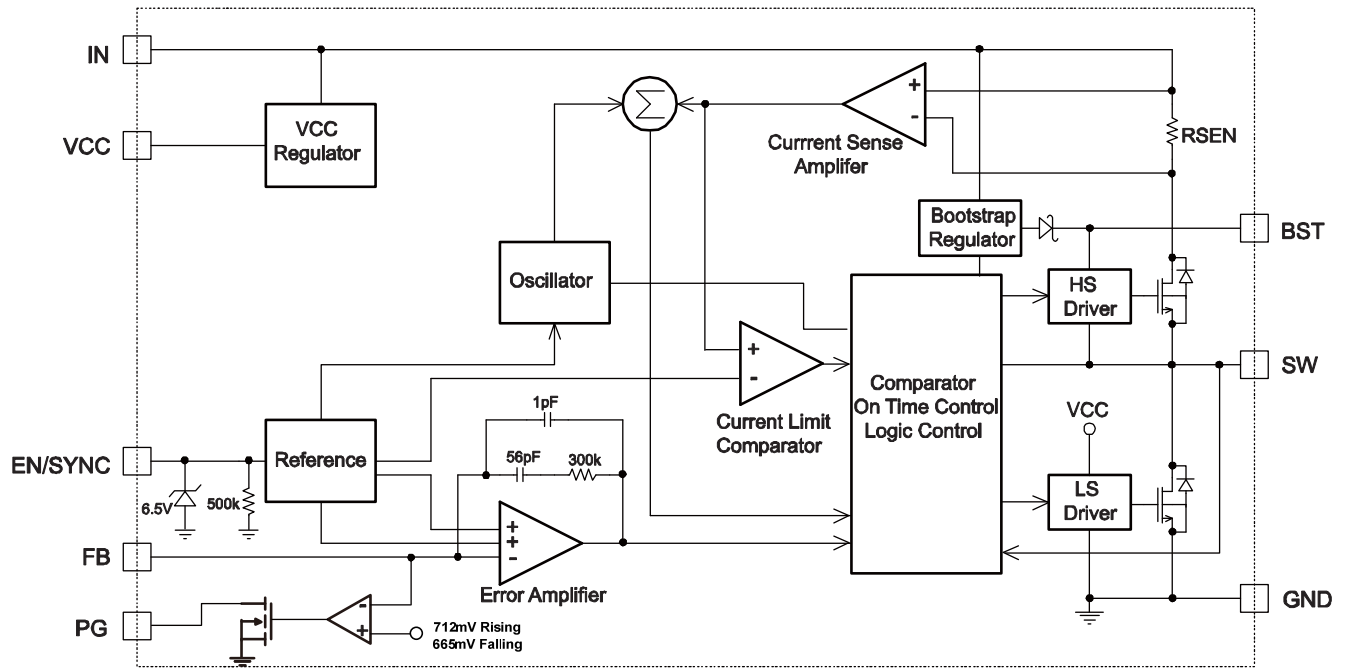 IN
VCC
Regulator
VCC
Σ
+
-
Currrent Sense
Amplifer
RSEN
Bootstrap
Regulator
BST
Oscillator
HS
Driver
+
-
Current Limit
Comparator
Comparator
On Time Control
Logic Control
SW
1pF
VCC
EN/SYNC
Reference
56pF
300k
6.5V
500k
LS
Driver
FB
+
+
-
Error Amplifier
GND
PG
-
+
712mV Rising
665mV Falling